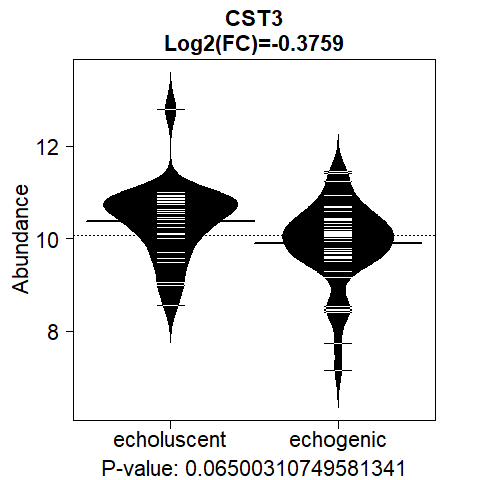 CST3
Log2(FC)=-0.3759
Abundance
12
10
8
echoluscent echogenic
P-value: 0.06500310749581341